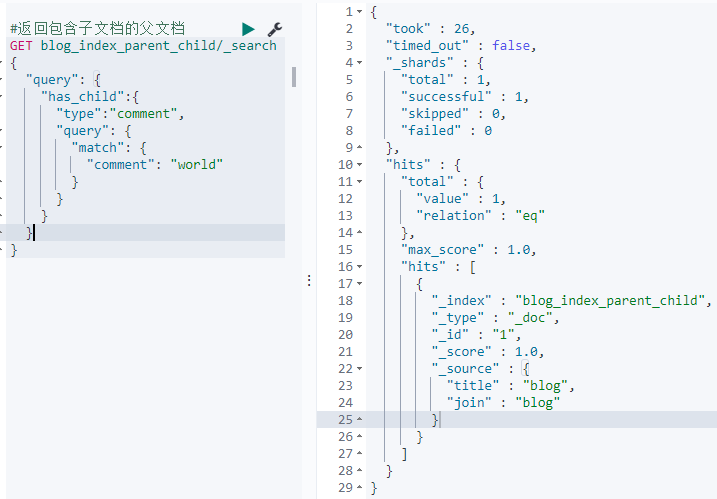 #返回包含子文档的父文档
GET blog_index_parent_child/_search
{
  "query": {
    "has_child":{
      "type":"comment",
      "query": {
        "match": {
          "comment": "world"
        }
      }
    }
  }
}
1 {
2   "took" : 26,
3   "timed_out" : false,
4   "_shards" : {
5     "total" : 1,
6     "successful" : 1,
7     "skipped" : 0,
8     "failed" : 0
9   },
10   "hits" : {
11     "total" : {
12       "value" : 1,
13       "relation" : "eq"
14     },
15     "max_score" : 1.0,
16     "hits" : [
17       {
18         "_index" : "blog_index_parent_child",
19         "_type" : "_doc",
20         "_id" : "1",
21         "_score" : 1.0,
22         "_source" : {
23           "title" : "blog",
24           "join" : "blog"
25         }
26       }
27     ]
28   }
29 }